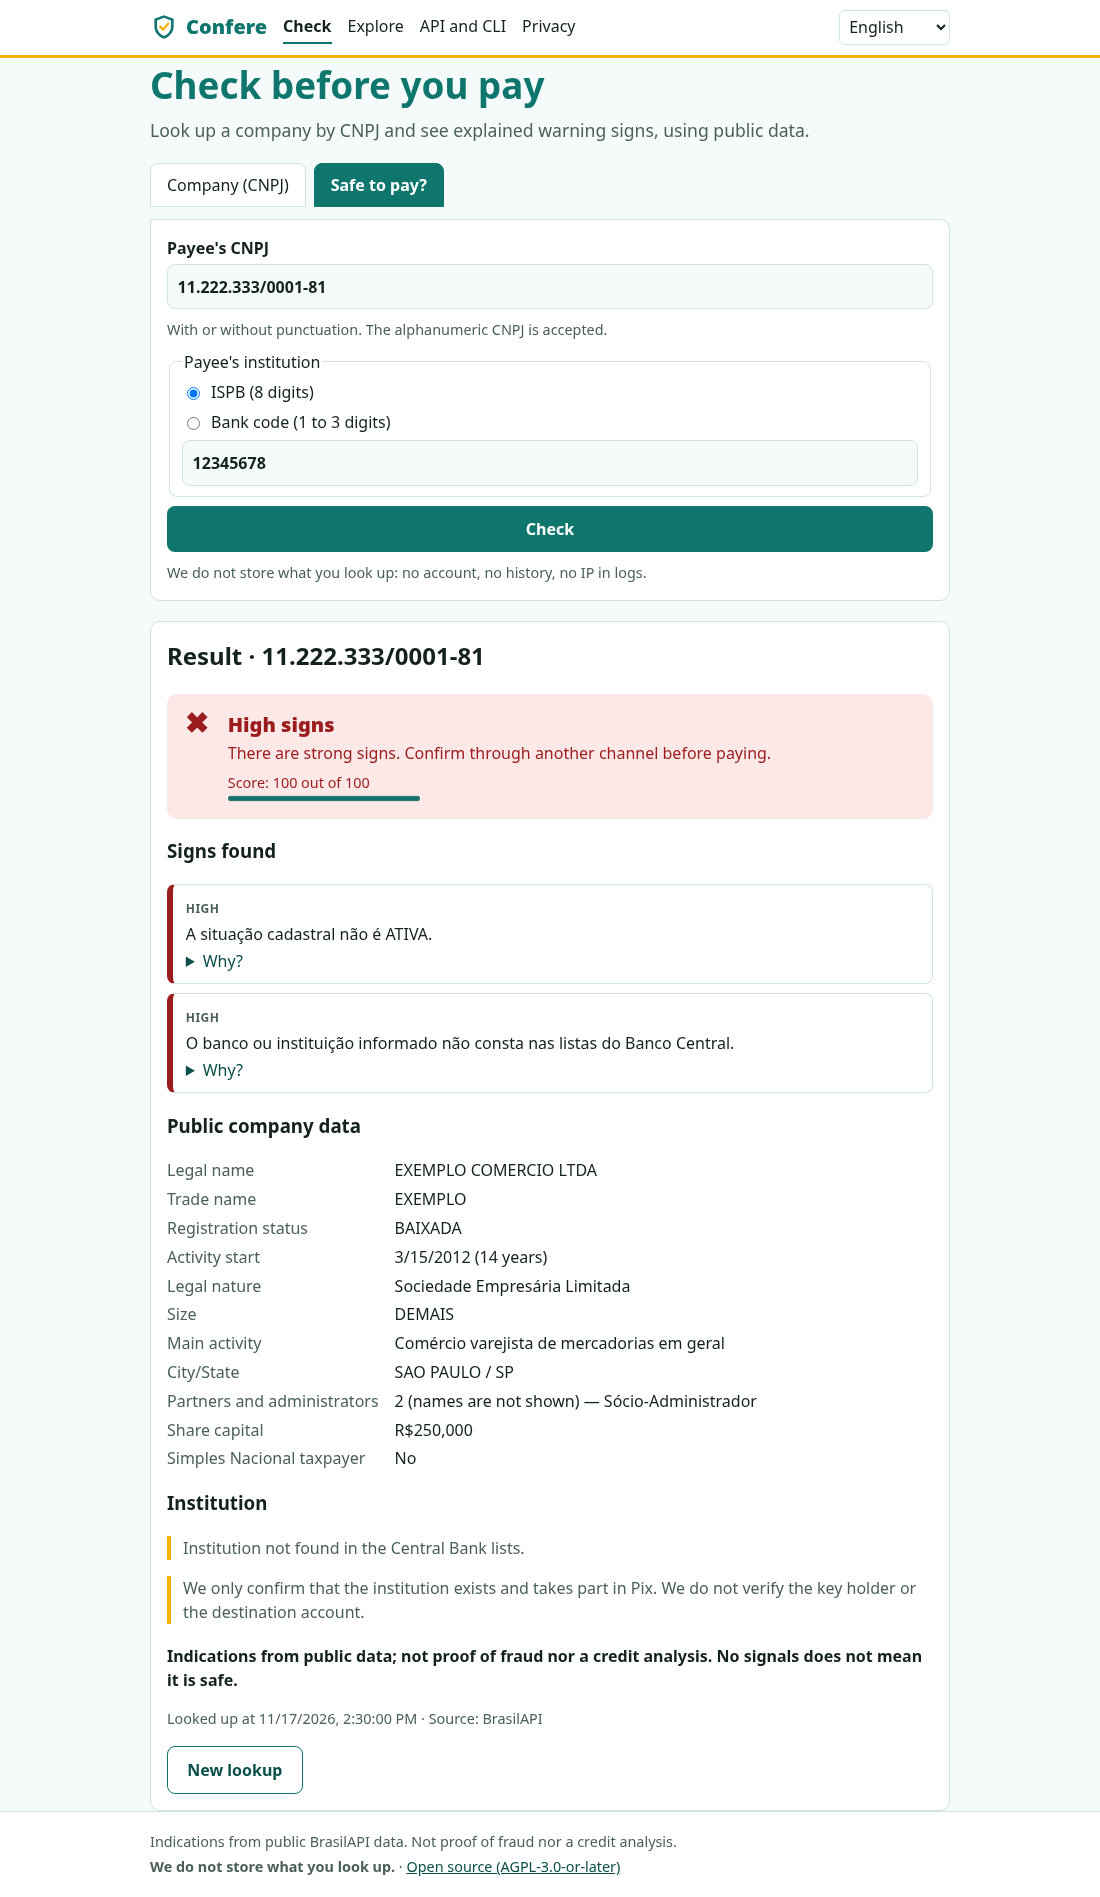 Confere Check Explore API and CLI Privacy English
Check before you pay
Look up a company by CNPJ and see explained warning signs, using public data.
Company (CNPJ) Safe to pay?
Payee's CNPJ
11.222.333/0001-81
With or without punctuation. The alphanumeric CNPJ is accepted.
Payee's institution
ISPB (8 digits)
Bank code (1 to 3 digits)
12345678
Check
We do not store what you look up: no account, no history, no IP in logs.
Result · 11.222.333/0001-81
✖ High signs
There are strong signs. Confirm through another channel before paying.
Score: 100 out of 100
Signs found
HIGH
A situação cadastral não é ATIVA.
▶ Why?
HIGH
O banco ou instituição informado não consta nas listas do Banco Central.
▶ Why?
Public company data
Legal name EXEMPLO COMERCIO LTDA
Trade name EXEMPLO
Registration status BAIXADA
Activity start 3/15/2012 (14 years)
Legal nature Sociedade Empresária Limitada
Size DEMAIS
Main activity Comércio varejista de mercadorias em geral
City/State SAO PAULO / SP
Partners and administrators 2 (names are not shown) — Sócio-Administrador
Share capital R$250,000
Simples Nacional taxpayer No
Institution
Institution not found in the Central Bank lists.
We only confirm that the institution exists and takes part in Pix. We do not verify the key holder or
the destination account.
Indications from public data; not proof of fraud nor a credit analysis. No signals does not mean
it is safe.
Looked up at 11/17/2026, 2:30:00 PM · Source: BrasilAPI
New lookup
Indications from public BrasilAPI data. Not proof of fraud nor a credit analysis.
We do not store what you look up. · Open source (AGPL-3.0-or-later)